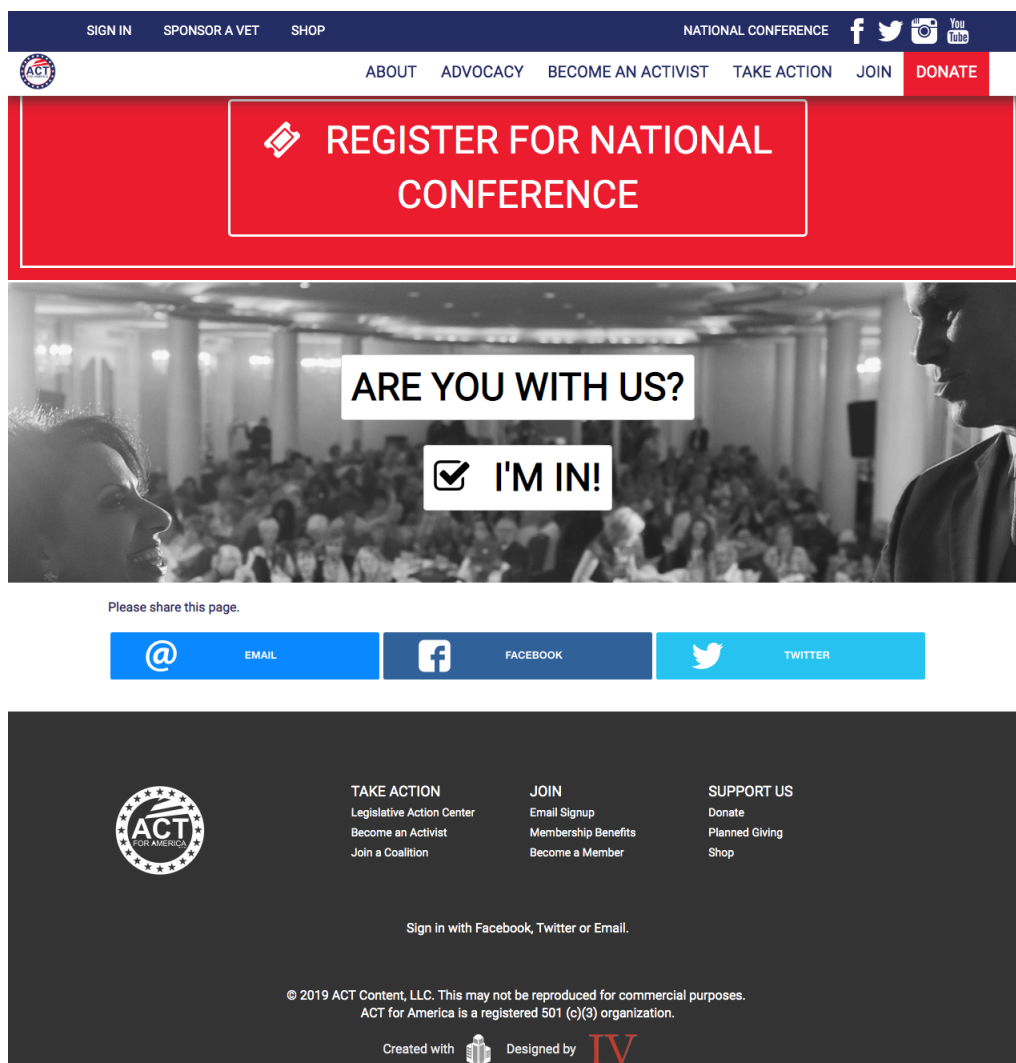 SIGN IN SPONSOR A VET SHOP NATIONAL CONFERENCE You Tube
ACT ABOUT ADVOCACY BECOME AN ACTIVIST TAKE ACTION JOIN DONATE
REGISTER FOR NATIONAL
CONFERENCE
ARE YOU WITH US?
I'M IN!
Please share this page.
@ EMAIL FACEBOOK TWITTER
ACT
FOR AMERICA
TAKE ACTION
Legislative Action Center
Become an Activist
Join a Coalition
JOIN
Email Signup
Membership Benefits
Become a Member
SUPPORT US
Donate
Planned Giving
Shop
Sign in with Facebook, Twitter or Email.
© 2019 ACT Content, LLC. This may not be reproduced for commercial purposes.
ACT for America is a registered 501 (c)(3) organization.
Created with Designed by IV